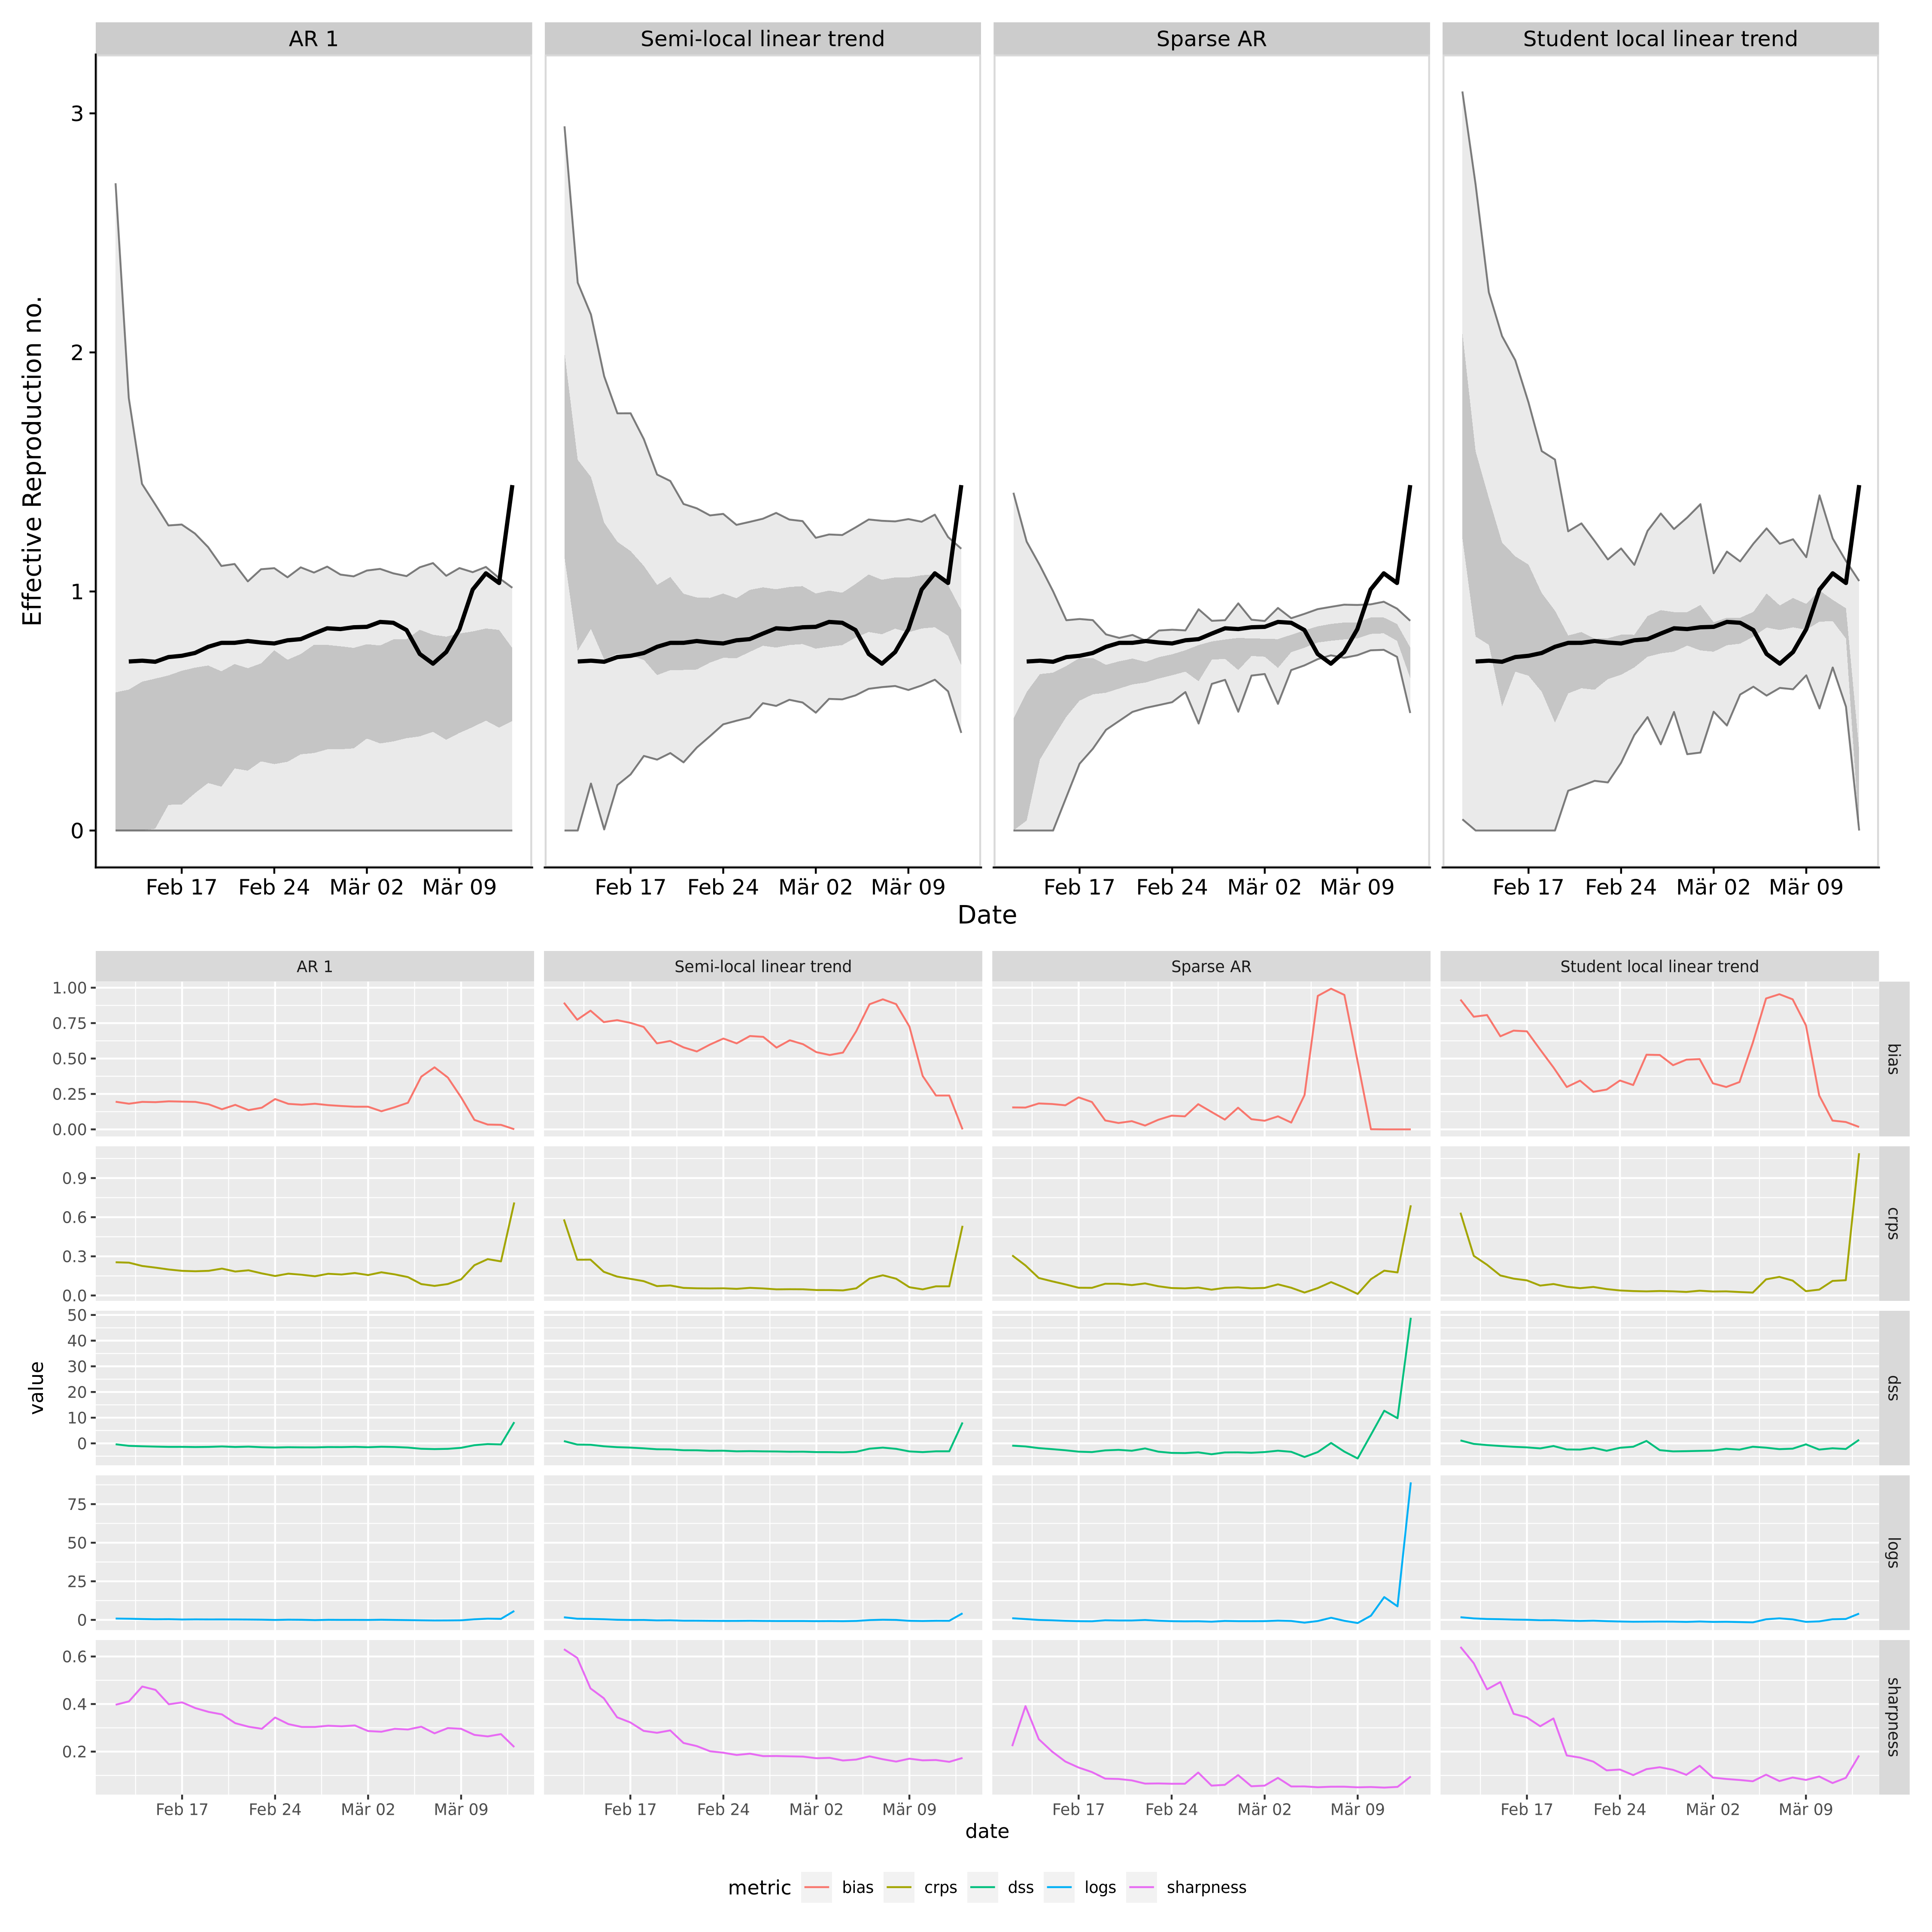 AR 1 Semi-local linear trend Sparse AR Student local linear trend
Effective Reproduction no.
3
2
1
0
Feb 17 Feb 24 Mär 02 Mär 09 Feb 17 Feb 24 Mär 02 Mär 09 Feb 17 Feb 24 Mär 02 Mär 09 Feb 17 Feb 24 Mär 02 Mär 09
Date
AR 1 Semi-local linear trend Sparse AR Student local linear trend
value
1.00
0.75
0.50
0.25
0.00
bias
0.9
0.6
0.3
0.0
crps
50
40
30
20
10
0
dss
75
50
25
0
logs
0.6
0.4
0.2
sharpness
Feb 17 Feb 24 Mär 02 Mär 09 Feb 17 Feb 24 Mär 02 Mär 09 Feb 17 Feb 24 Mär 02 Mär 09 Feb 17 Feb 24 Mär 02 Mär 09
date
metric bias crps dss logs sharpness